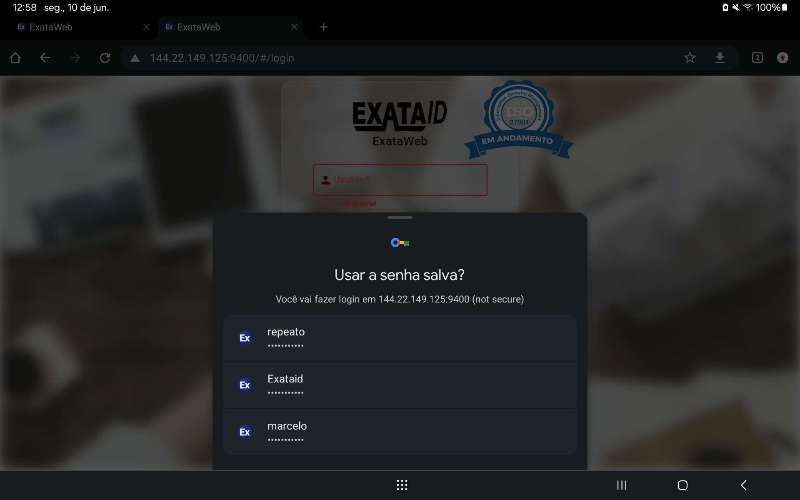 12:58 seg., 10 de jun. 100%
ExataWeb
ExataWeb
144.22.149.125:9400/#/login
2
EXATAID
ExataWeb
ISO
27001
EM ANDAMENTO
Usuário*
Usar a senha salva?
Você vai fazer login em 144.22.149.125:9400 (not secure)
Ex repeato
•••••••••••
Ex Exataid
•••••••••••
Ex marcelo
•••••••••••